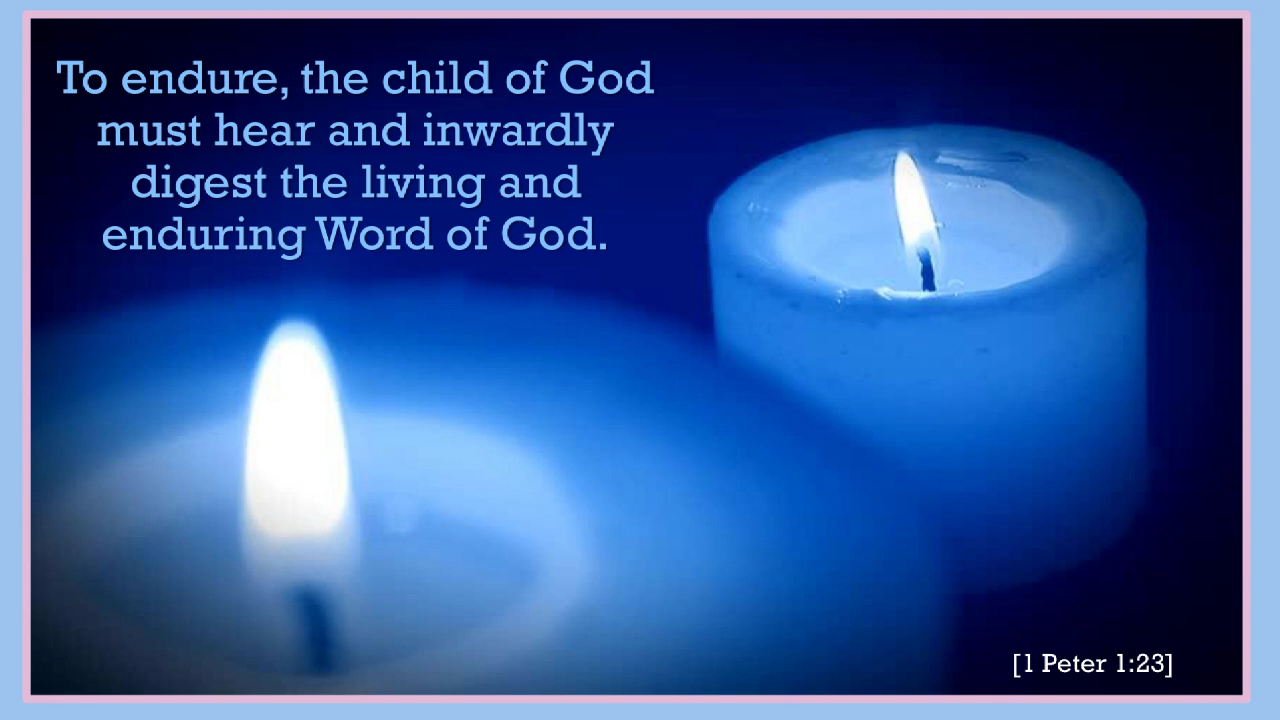 To endure, the child of God
must hear and inwardly
digest the living and
enduring Word of God.
[1 Peter 1:23]